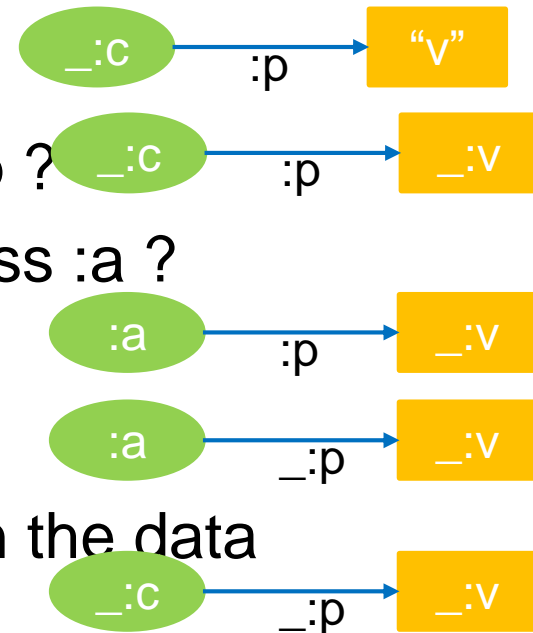 _:c :p “v”
? _:c :p _:v
ss :a ?
:a :p _:v
:a _:p _:v
the data
_:c _:p _:v